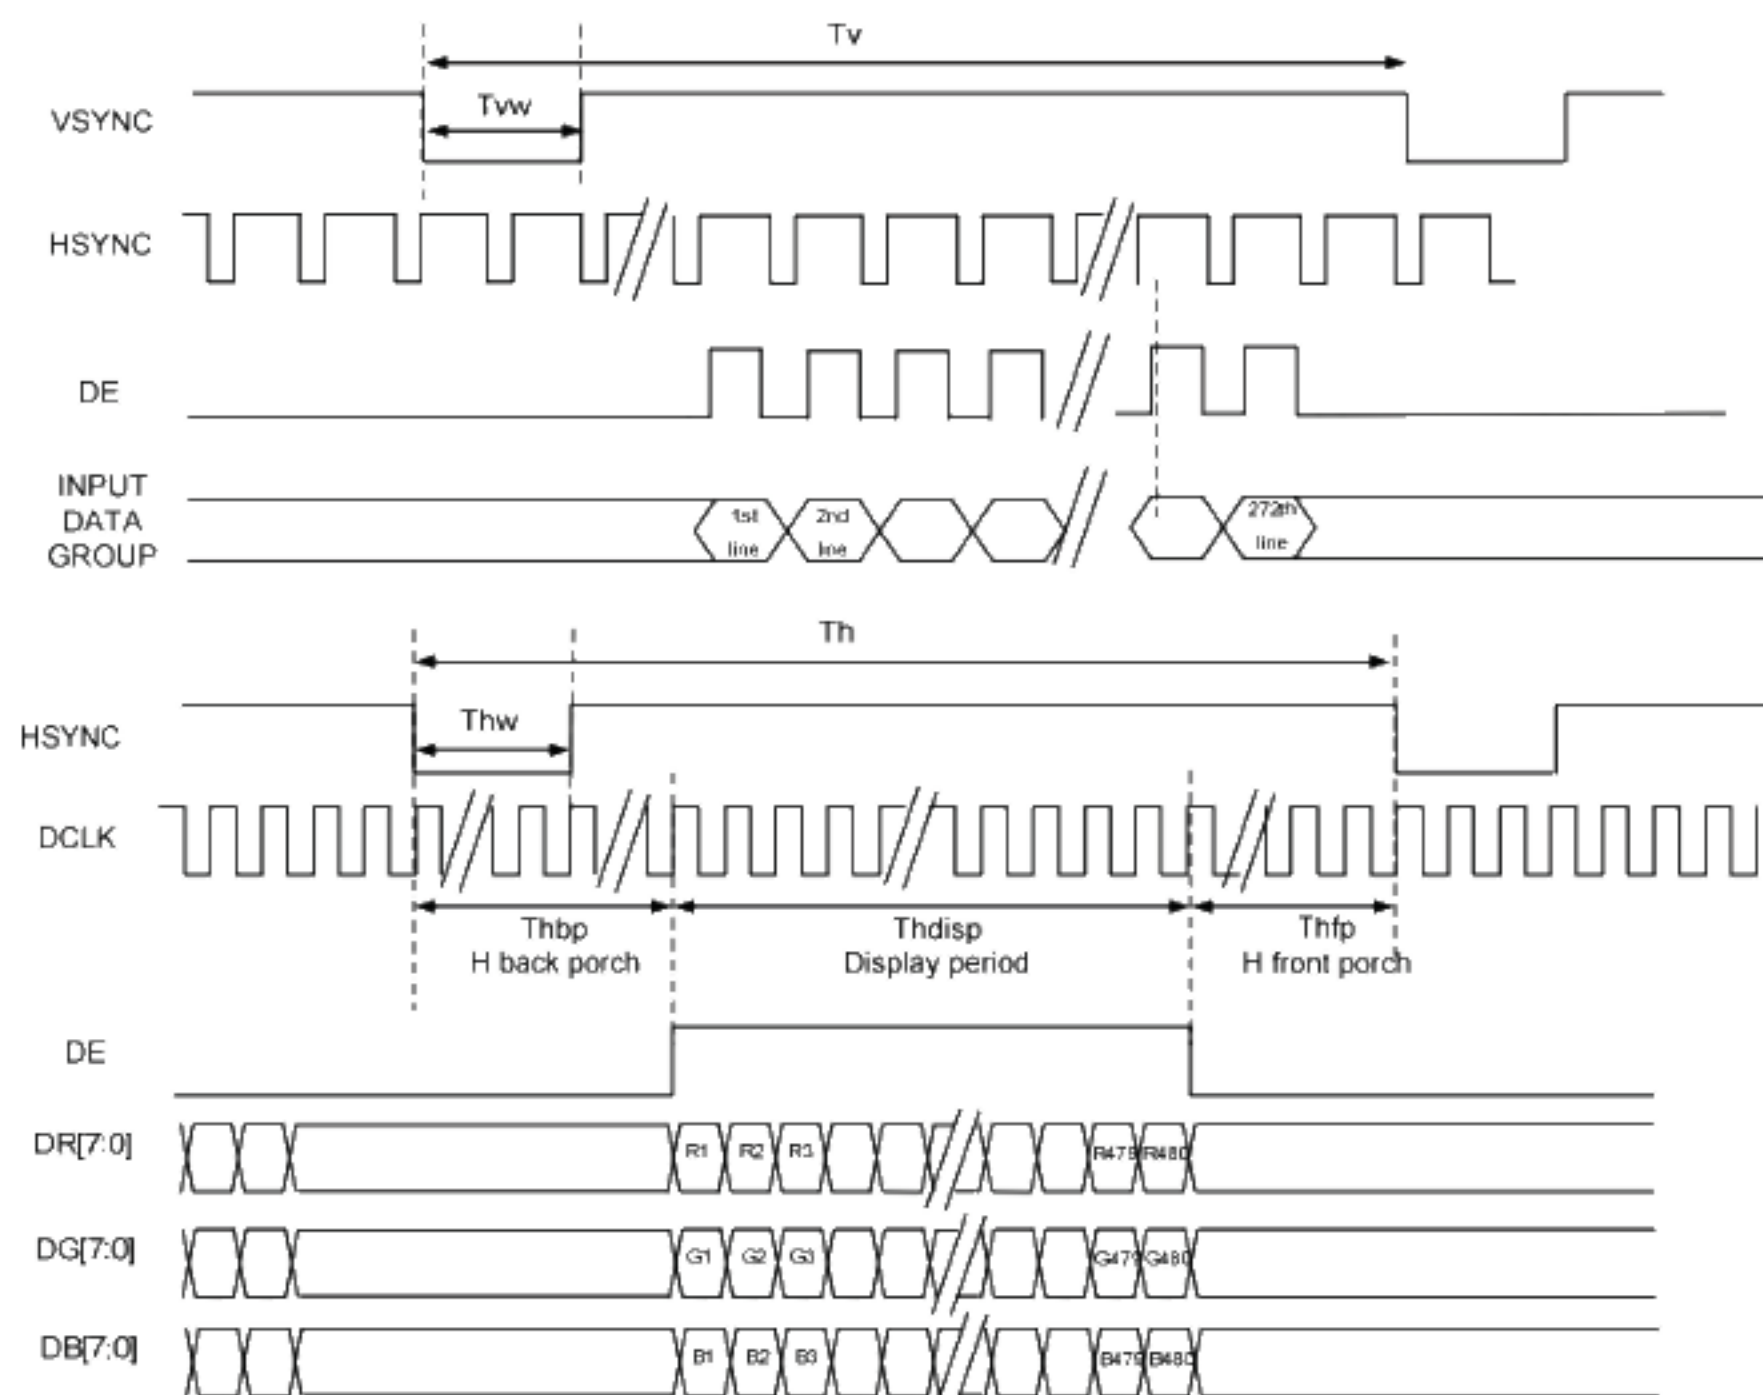 Tv
VSYNC
Tvw
HSYNC
DE
INPUT
DATA
GROUP
1st
line
2nd
line
272th
line
Th
HSYNC
Thw
DCLK
Thbp
H back porch
Thdisp
Display period
Thfp
H front porch
DE
DR[7:0]
R1 R2 R3 R479 R480
DG[7:0]
G1 G2 G3 G479 G480
DB[7:0]
B1 B2 B3 B479 B480